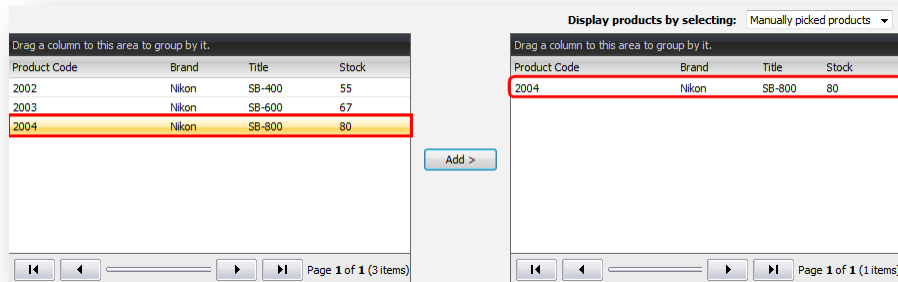 Display products by selecting: Manually picked products
Drag a column to this area to group by it.
Product Code Brand Title Stock
2002 Nikon SB-400 55
2003 Nikon SB-600 67
2004 Nikon SB-800 80
Page 1 of 1 (3 items)
Add >
Drag a column to this area to group by it.
Product Code Brand Title Stock
2004 Nikon SB-800 80
Page 1 of 1 (1 items)